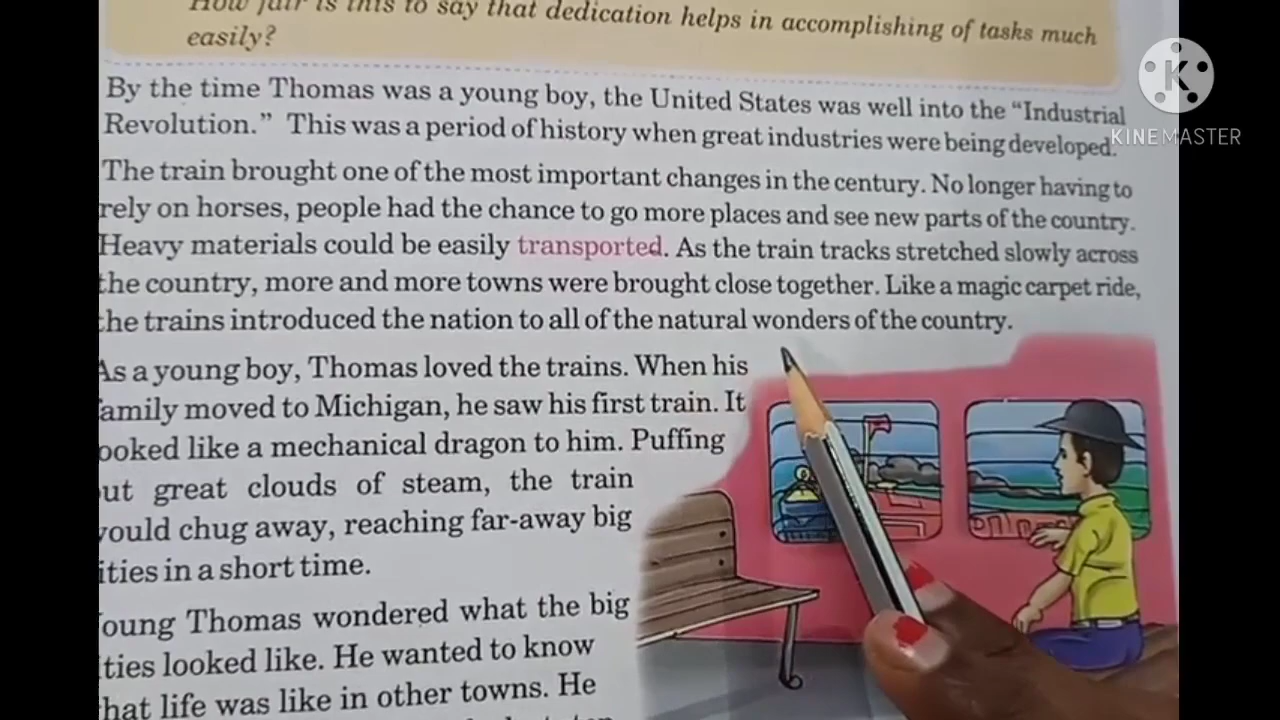 How fair is this to say that dedication helps in accomplishing of tasks much
easily?
By the time Thomas was a young boy, the United States was well into the “Industrial
Revolution.” This was a period of history when great industries were being developed.
The train brought one of the most important changes in the century. No longer having to
rely on horses, people had the chance to go more places and see new parts of the country.
Heavy materials could be easily transported. As the train tracks stretched slowly across
the country, more and more towns were brought close together. Like a magic carpet ride,
the trains introduced the nation to all of the natural wonders of the country.
As a young boy, Thomas loved the trains. When his
amily moved to Michigan, he saw his first train. It
ooked like a mechanical dragon to him. Puffing
ut great clouds of steam, the train
would chug away, reaching far-away big
ities in a short time.
Young Thomas wondered what the big
ities looked like. He wanted to know
hat life was like in other towns. He
K
KINEMASTER